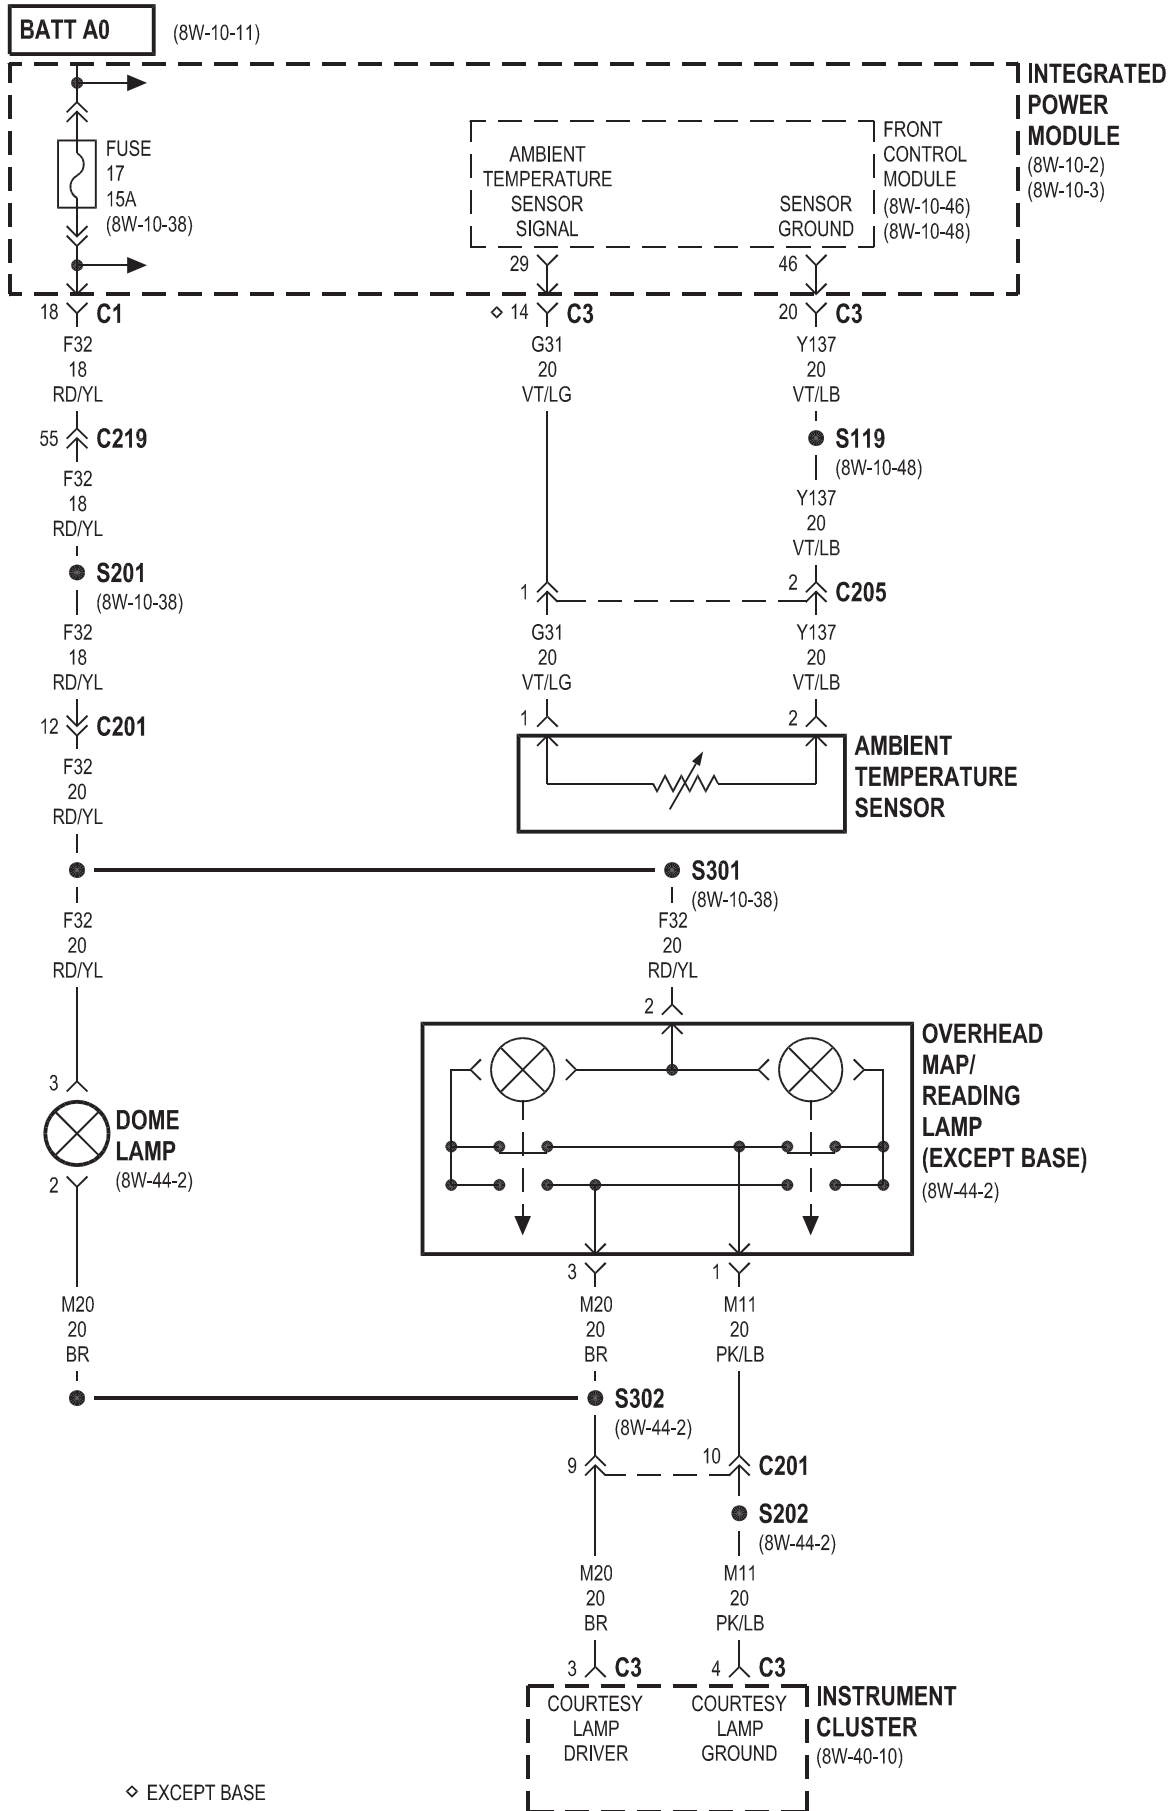 BATT A0
(8W-10-11)
INTEGRATED
POWER
MODULE
(8W-10-2)
(8W-10-3)
FUSE
17
15A
(8W-10-38)
AMBIENT
TEMPERATURE
SENSOR
SIGNAL
SENSOR
GROUND
FRONT
CONTROL
MODULE
(8W-10-46)
(8W-10-48)
29
46
18
C1
◇ 14
C3
20
C3
F32
18
RD/YL
G31
20
VT/LG
Y137
20
VT/LB
55
C219
S119
(8W-10-48)
F32
18
RD/YL
Y137
20
VT/LB
S201
(8W-10-38)
1
2
C205
F32
18
RD/YL
G31
20
VT/LG
Y137
20
VT/LB
12
C201
1
2
AMBIENT
TEMPERATURE
SENSOR
F32
20
RD/YL
S301
(8W-10-38)
F32
20
RD/YL
F32
20
RD/YL
2
OVERHEAD
MAP/
READING
LAMP
(EXCEPT BASE)
(8W-44-2)
3
DOME
LAMP
(8W-44-2)
2
3
1
M20
20
BR
M20
20
BR
M11
20
PK/LB
S302
(8W-44-2)
9
10
C201
S202
(8W-44-2)
M20
20
BR
M11
20
PK/LB
3
C3
4
C3
COURTESY
LAMP
DRIVER
COURTESY
LAMP
GROUND
INSTRUMENT
CLUSTER
(8W-40-10)
◇ EXCEPT BASE